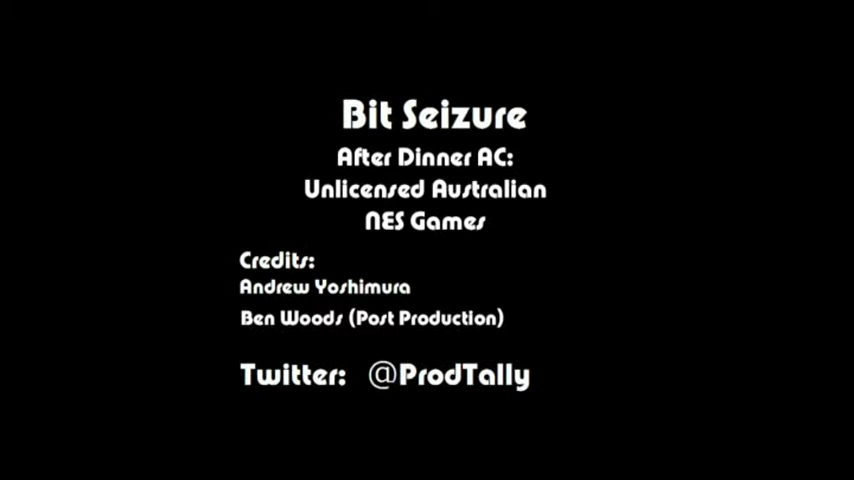 Bit Seizure
After Dinner AC:
Unlicensed Australian
NES Games
Credits:
Andrew Yoshimura
Ben Woods (Post Production)
Twitter: @ProdTally